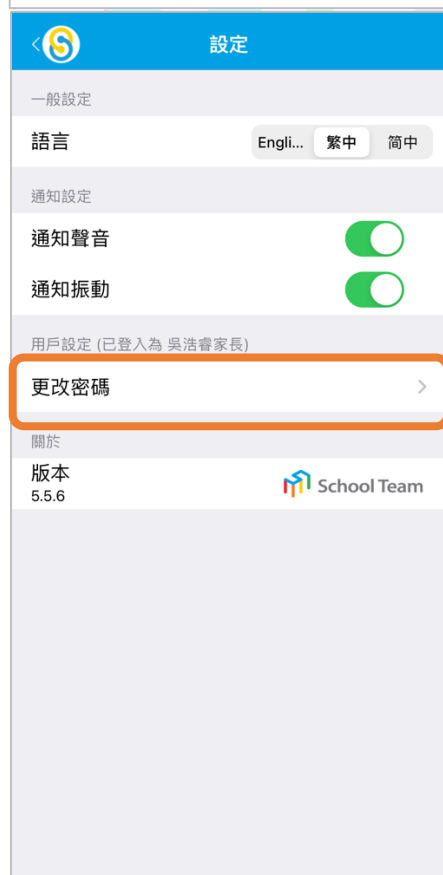 設定
一般設定
語言 Engli... 繁中 简中
通知設定
通知聲音
通知振動
用戶設定 (已登入為 吳浩睿家長)
更改密碼
關於
版本
5.5.6
School Team